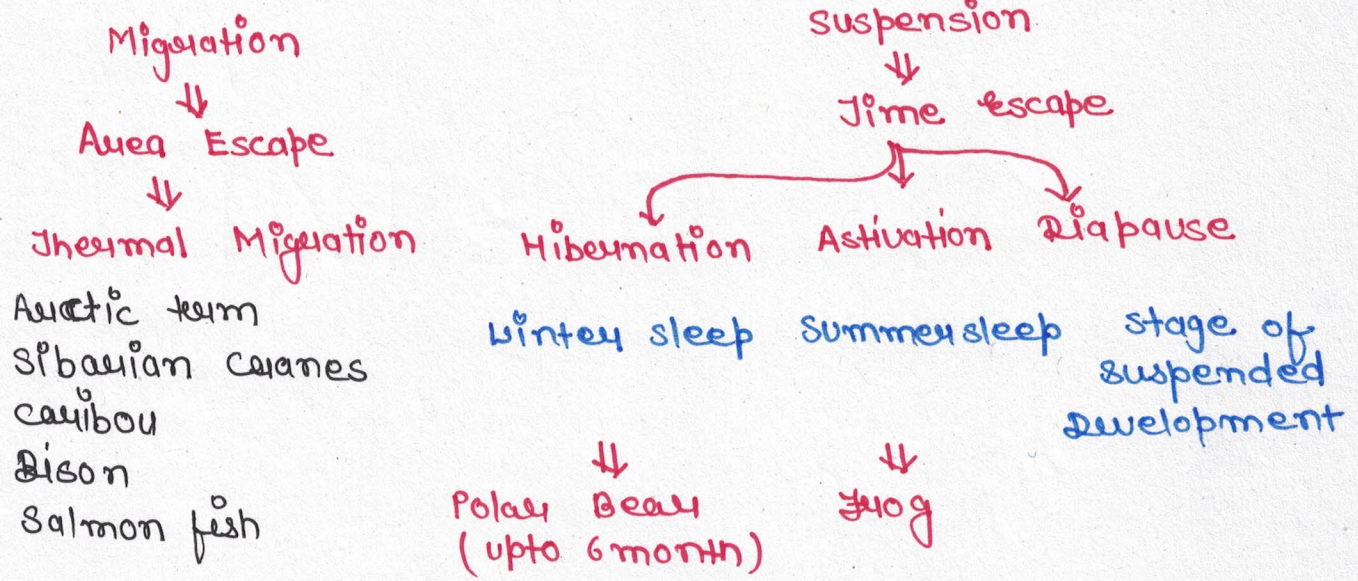 Migration
Area Escape
Thermal Migration
Arctic term
Sibarian cranes
caribou
Bison
Salmon fish
Suspension
Time escape
Hibernation Astivation Diapause
winter sleep summer sleep stage of
suspended
Development
Polar Bear Frog
(upto 6 month)